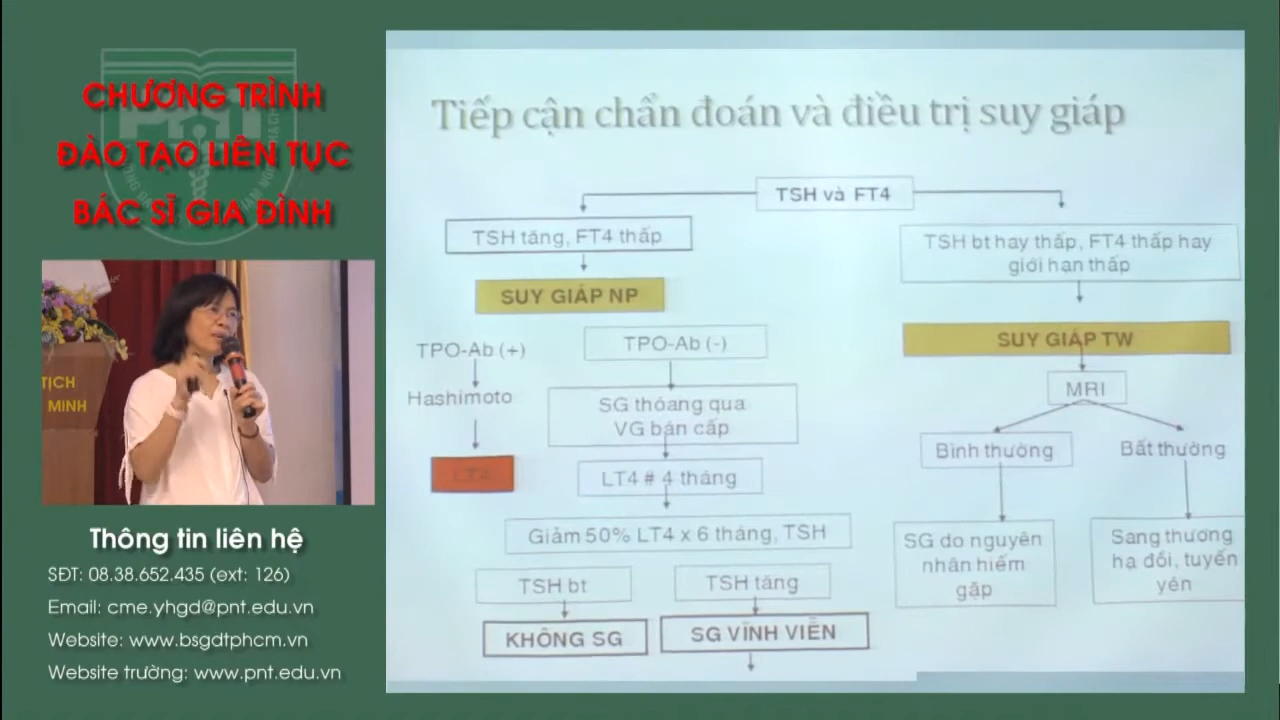 CHƯƠNG TRÌNH
ĐÀO TẠO LIÊN TỤC
BÁC SĨ GIA ĐÌNH
TỊCH
MINH
Thông tin liên hệ
SĐT: 08.38.652.435 (ext: 126)
Email: cme.yhgd@pnt.edu.vn
Website: www.bsgdtphcm.vn
Website trường: www.pnt.edu.vn
Tiếp cận chẩn đoán và điều trị suy giáp
TSH và FT4
TSH tăng, FT4 thấp
SUY GIÁP NP
TPO-Ab (+)
Hashimoto
LT4
TPO-Ab (-)
SG thóang qua
VG bán cấp
LT4 # 4 tháng
Giảm 50% LT4 x 6 tháng, TSH
TSH bt
KHÔNG SG
TSH tăng
SG VĨNH VIỄN
TSH bt hay thấp, FT4 thấp hay
giới hạn thấp
SUY GIÁP TW
MRI
Bình thường
SG do nguyên
nhân hiếm
gặp
Bất thường
Sang thương
hạ đồi, tuyến
yên